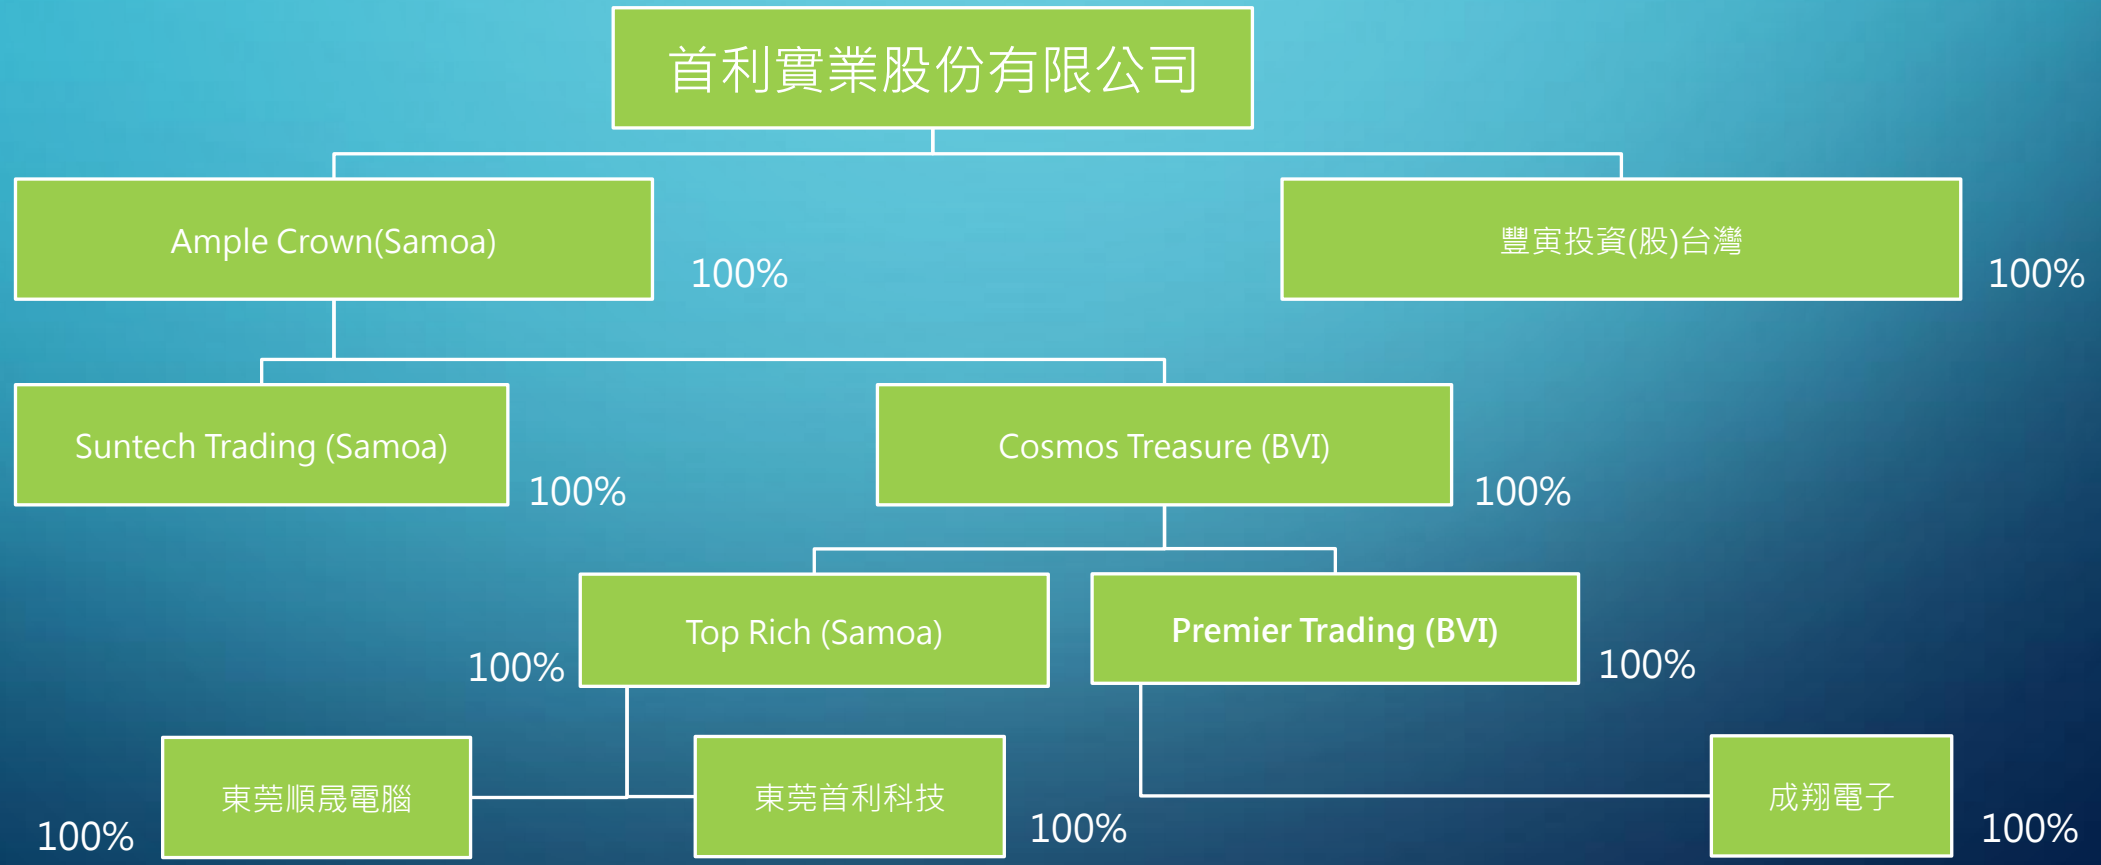 首利實業股份有限公司
Ample Crown(Samoa)
100%
豐寅投資(股)台灣
100%
Suntech Trading (Samoa)
100%
Cosmos Treasure (BVI)
100%
Top Rich (Samoa)
100%
Premier Trading (BVI)
100%
東莞順晟電腦
100%
東莞首利科技
100%
成翔電子
100%